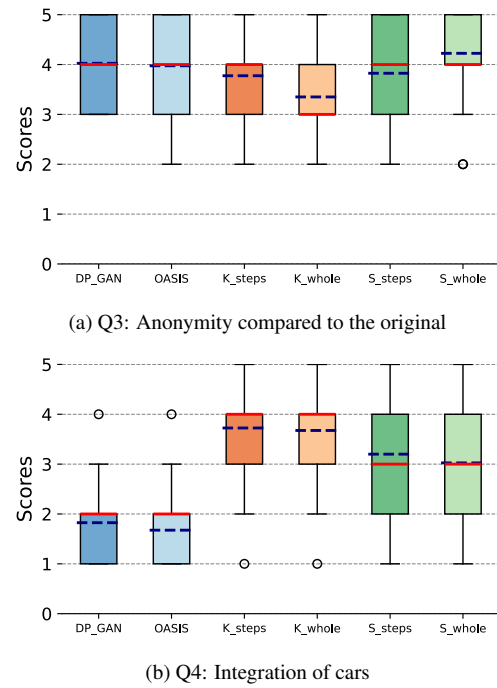 5
4
3
2
1
0
Scores
DP_GAN OASIS K_steps K_whole S_steps S_whole
(a) Q3: Anonymity compared to the original
5
4
3
2
1
0
Scores
DP_GAN OASIS K_steps K_whole S_steps S_whole
(b) Q4: Integration of cars